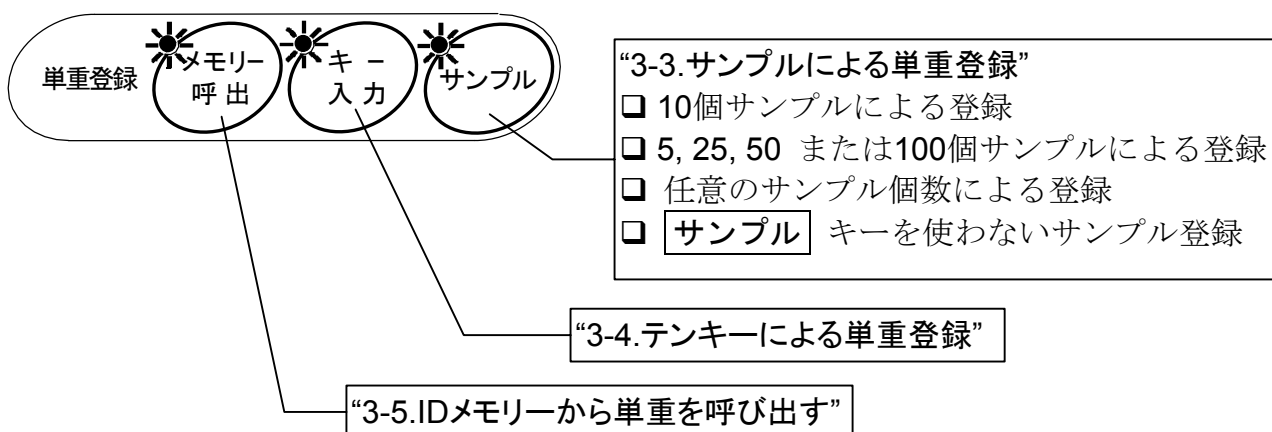 単重登録
メモリー
呼 出
キ ー
入 力
サンプル
“3-3.サンプルによる単重登録”
❑ 10個サンプルによる登録
❑ 5, 25, 50 または100個サンプルによる登録
❑ 任意のサンプル個数による登録
❑ サンプル キーを使わないサンプル登録
“3-4.テンキーによる単重登録”
“3-5.IDメモリーから単重を呼び出す”